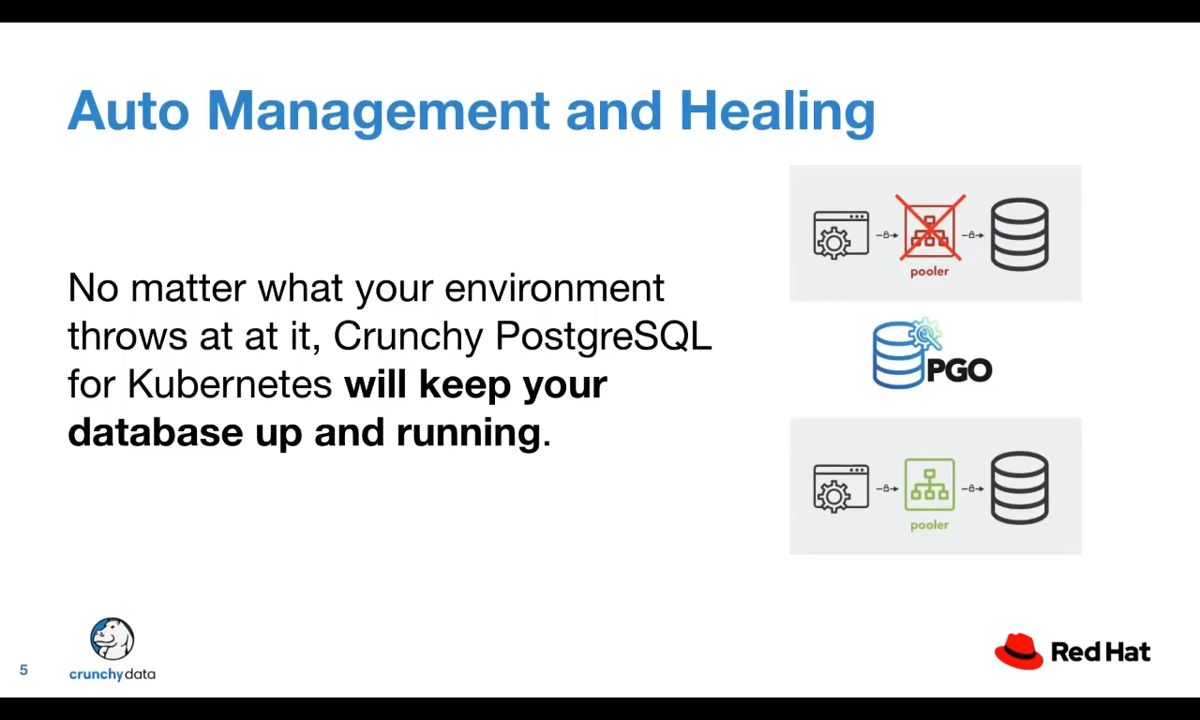 Auto Management and Healing
No matter what your environment
throws at at it, Crunchy PostgreSQL
for Kubernetes will keep your
database up and running.
pooler
PGO
pooler
5
crunchydata
Red Hat